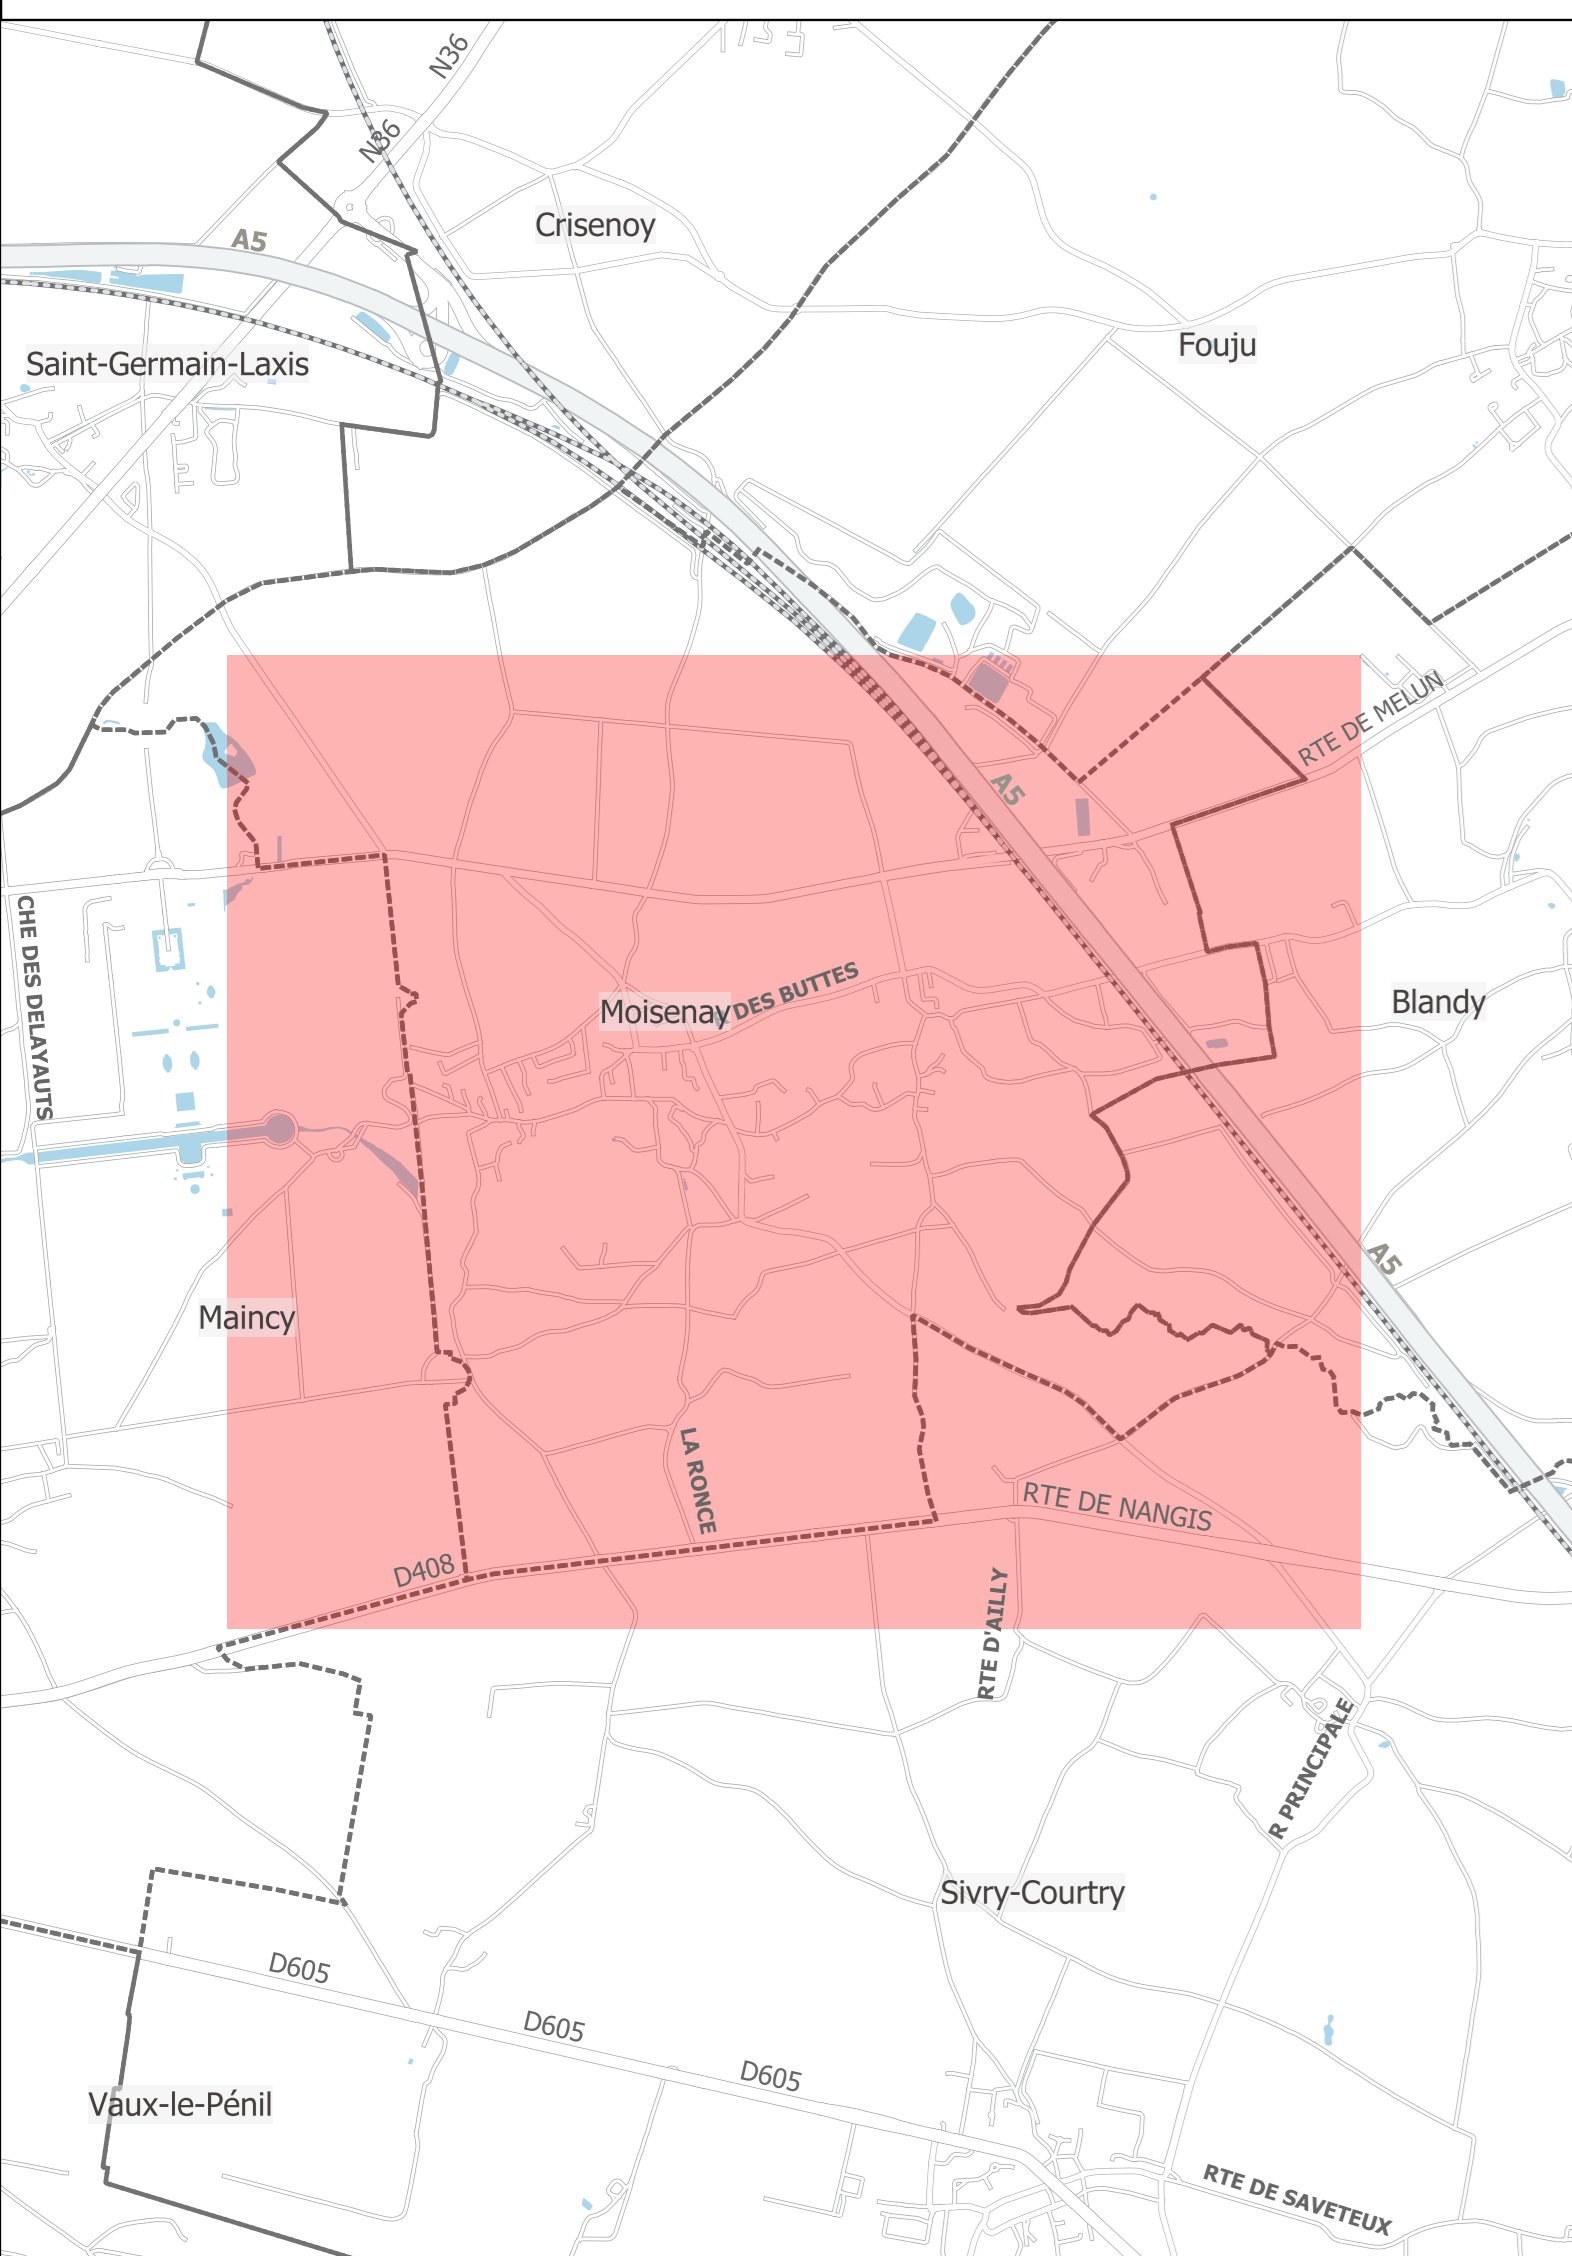 N36
N36
Crisenoy
A5
Fouju
Saint-Germain-Laxis
RTE DE MELUN
A5
CHE DES DELAYAUTS
DES BUTTES
Moisenay
Blandy
A5
Maincy
LA RONCE
RTE DE NANGIS
D408
RTE D'AILLY
R PRINCIPALE
Sivry-Courtry
D605
D605
D605
Vaux-le-Pénil
RTE DE SAVETEUX